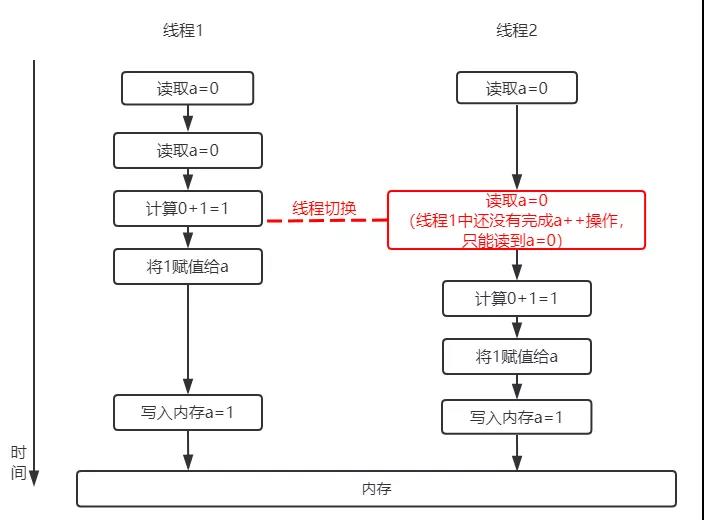 线程1
线程2
读取a=0
读取a=0
读取a=0
计算0+1=1
线程切换
读取a=0
（线程1中还没有完成a++操作，
只能读到a=0）
将1赋值给a
计算0+1=1
将1赋值给a
写入内存a=1
写入内存a=1
时
间
内存